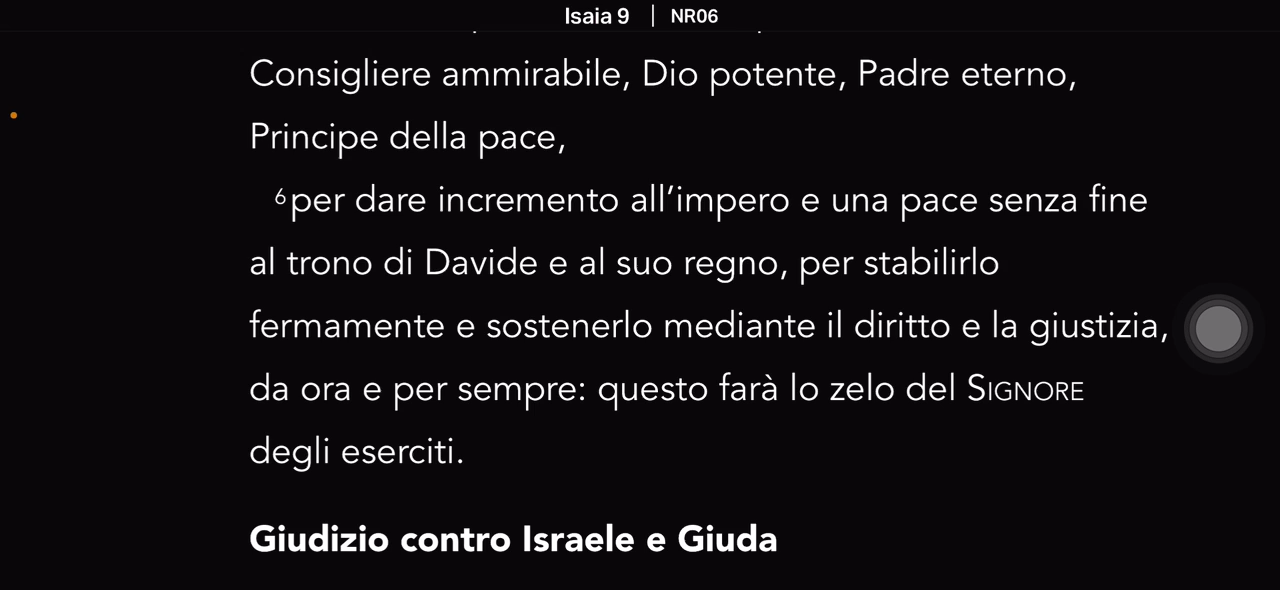 Isaia 9 | NR06
Consigliere ammirabile, Dio potente, Padre eterno,
Principe della pace,
6per dare incremento all’impero e una pace senza fine
al trono di Davide e al suo regno, per stabilirlo
fermamente e sostenerlo mediante il diritto e la giustizia,
da ora e per sempre: questo farà lo zelo del SIGNORE
degli eserciti.
Giudizio contro Israele e Giuda